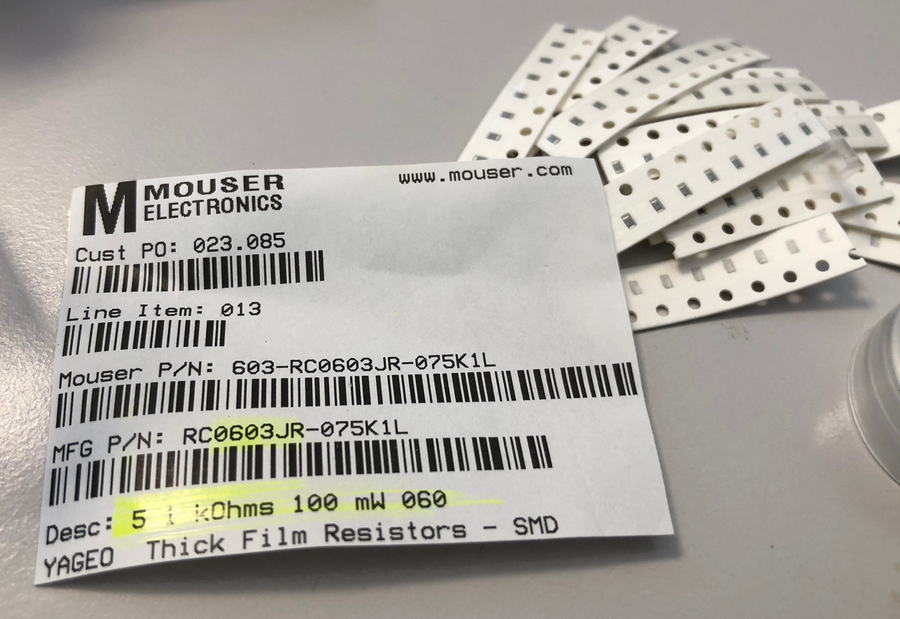 M MOUSER
ELECTRONICS
www.mouser.com
Cust PO: 023.085
Line Item: 013
Mouser P/N: 603-RC0603JR-075K1L
MFG P/N: RC0603JR-075K1L
Desc: 5 1 kOhms 100 mW 060
YAGEO Thick Film Resistors - SMD